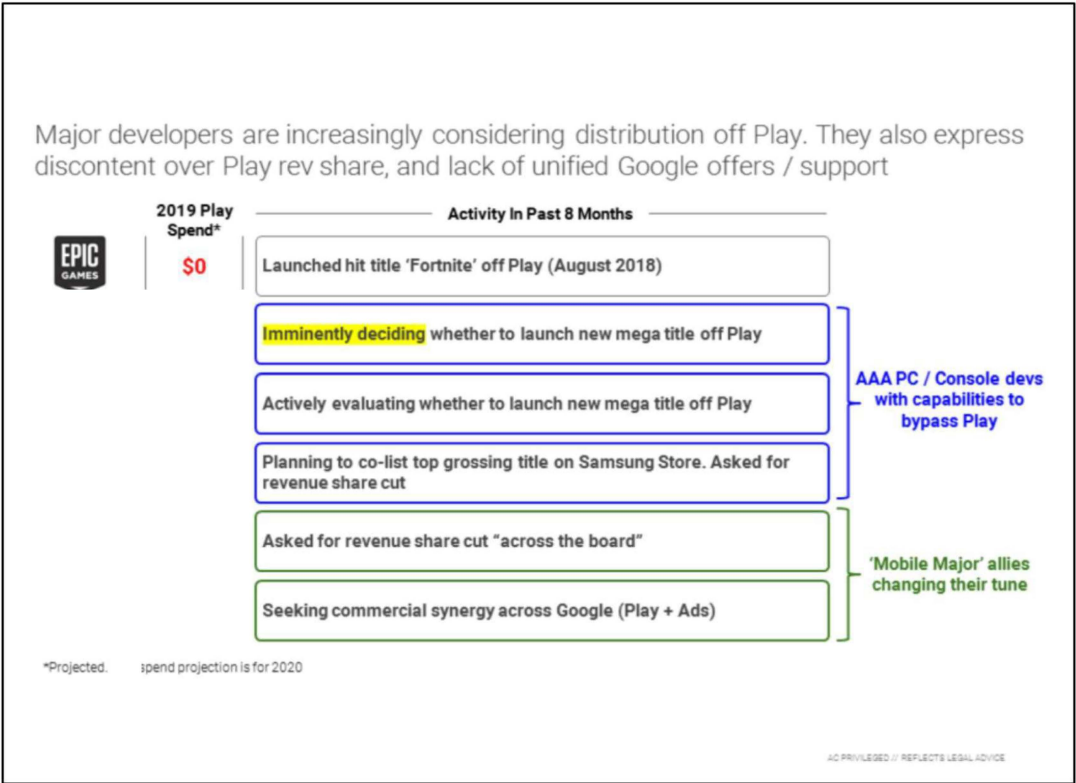 Major developers are increasingly considering distribution off Play. They also express
discontent over Play rev share, and lack of unified Google offers / support
2019 Play
Spend*
Activity In Past 8 Months
EPIC
GAMES
$0
Launched hit title ‘Fortnite’ off Play (August 2018)
Imminently deciding whether to launch new mega title off Play
Actively evaluating whether to launch new mega title off Play
Planning to co-list top grossing title on Samsung Store. Asked for
revenue share cut
AAA PC / Console devs
with capabilities to
bypass Play
Asked for revenue share cut “across the board”
Seeking commercial synergy across Google (Play + Ads)
‘Mobile Major’ allies
changing their tune
*Projected. spend projection is for 2020
AC PRIVILEGED // REFLECTS LEGAL ADVICE